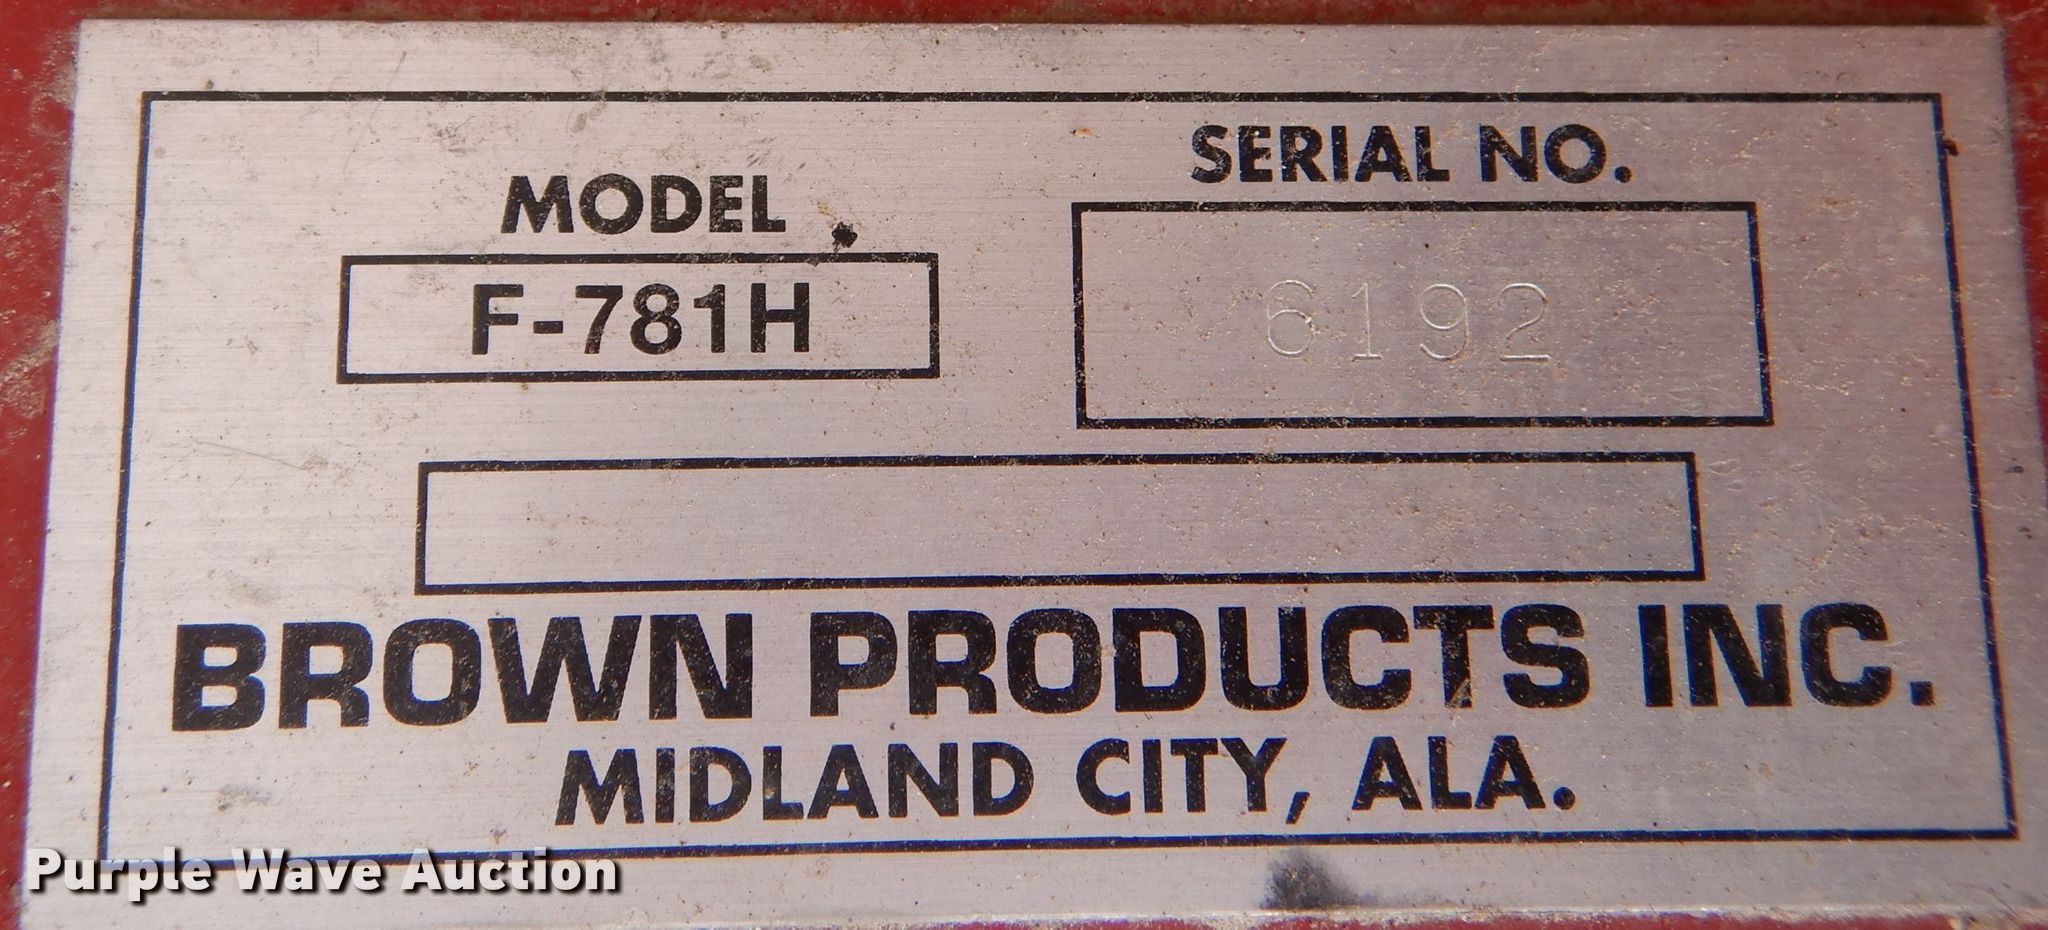 MODEL
F-781H
SERIAL NO.
6192
BROWN PRODUCTS INC.
MIDLAND CITY, ALA.
Purple Wave Auction